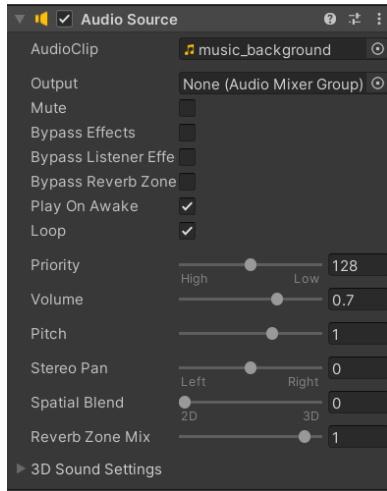 Audio Source
AudioClip music_background
Output None (Audio Mixer Group)
Mute
Bypass Effects
Bypass Listener Effe
Bypass Reverb Zone
Play On Awake
Loop
Priority 128
High Low
Volume 0.7
Pitch 1
Stereo Pan 0
Left Right
Spatial Blend 0
2D 3D
Reverb Zone Mix 1
3D Sound Settings